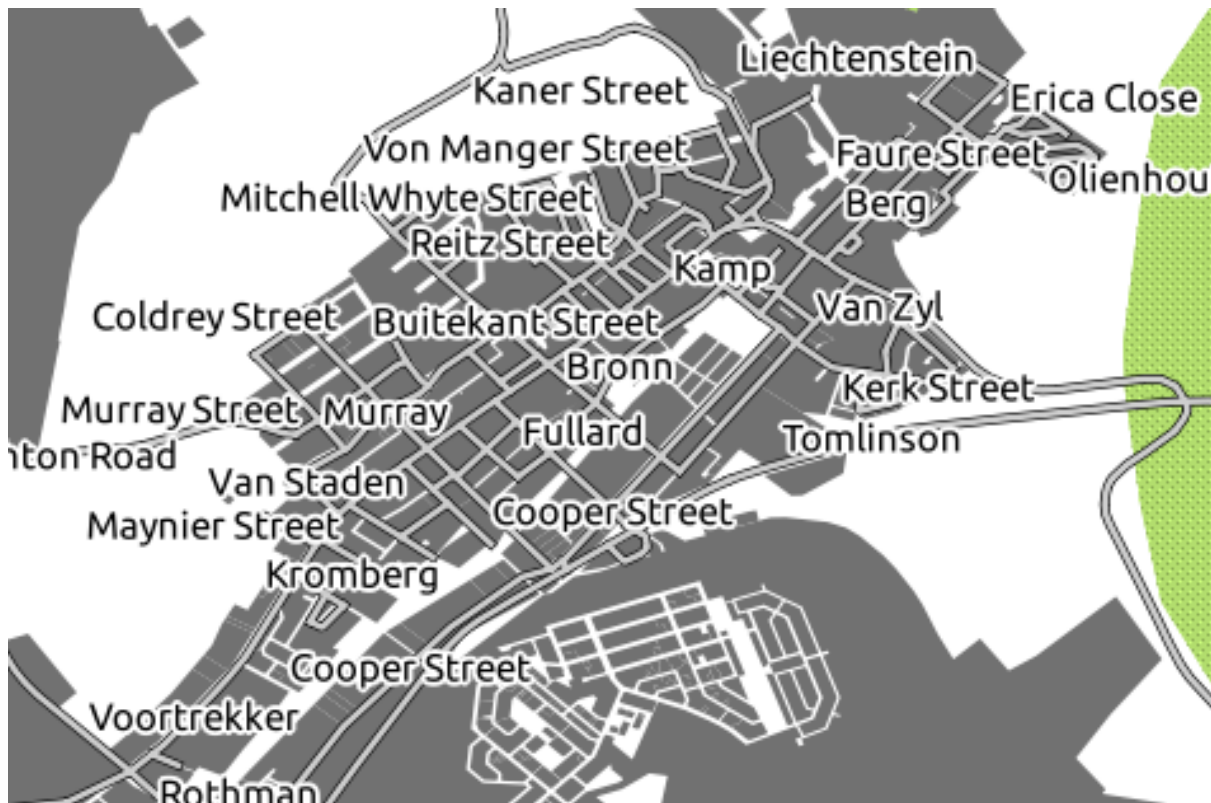 Liechtenstein
Kaner Street
Erica Close
Von Manger Street
Faure Street
Olienhou
Mitchell Whyte Street
Berg
Reitz Street
Kamp
Coldrey Street
Buitekant Street
Van Zyl
Bronn
Kerk Street
Murray Street
Murray
Fullard
Tomlinson
nton Road
Van Staden
Cooper Street
Maynier Street
Kromberg
Cooper Street
Voortrekker
Rothman